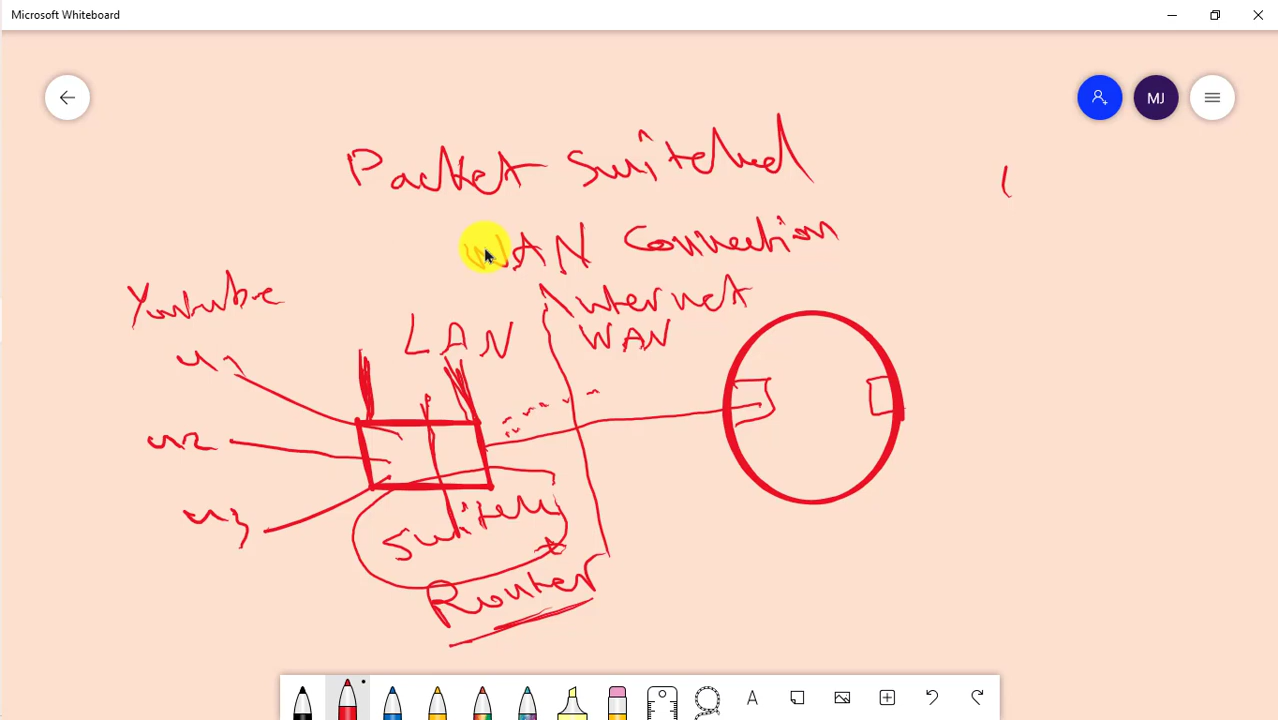 Microsoft Whiteboard
MJ
Packet Switched
WAN Connection
Youtube
Internet
LAN
WAN
u1
u2
u3
Switch
+
Router
A